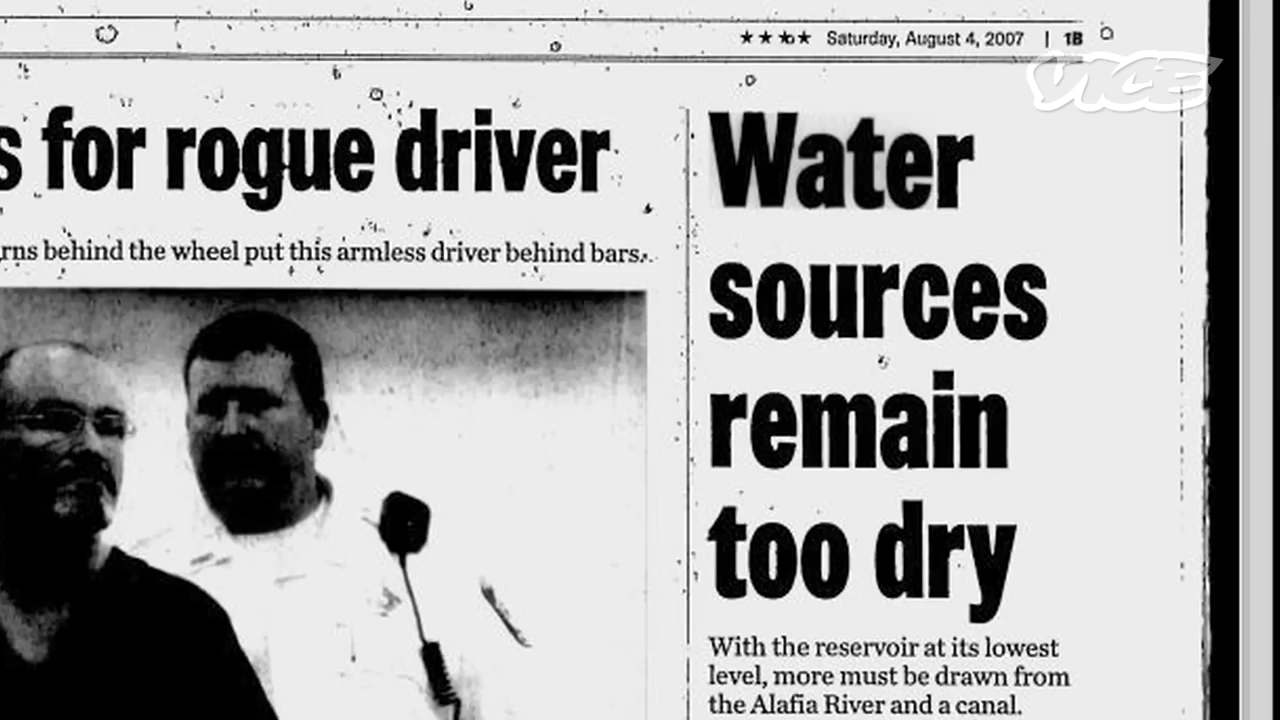 ★★★★ Saturday, August 4, 2007 | 1B
VICE
s for rogue driver
rns behind the wheel put this armless driver behind bars.
Water
sources
remain
too dry
With the reservoir at its lowest
level, more must be drawn from
the Alafia River and a canal.